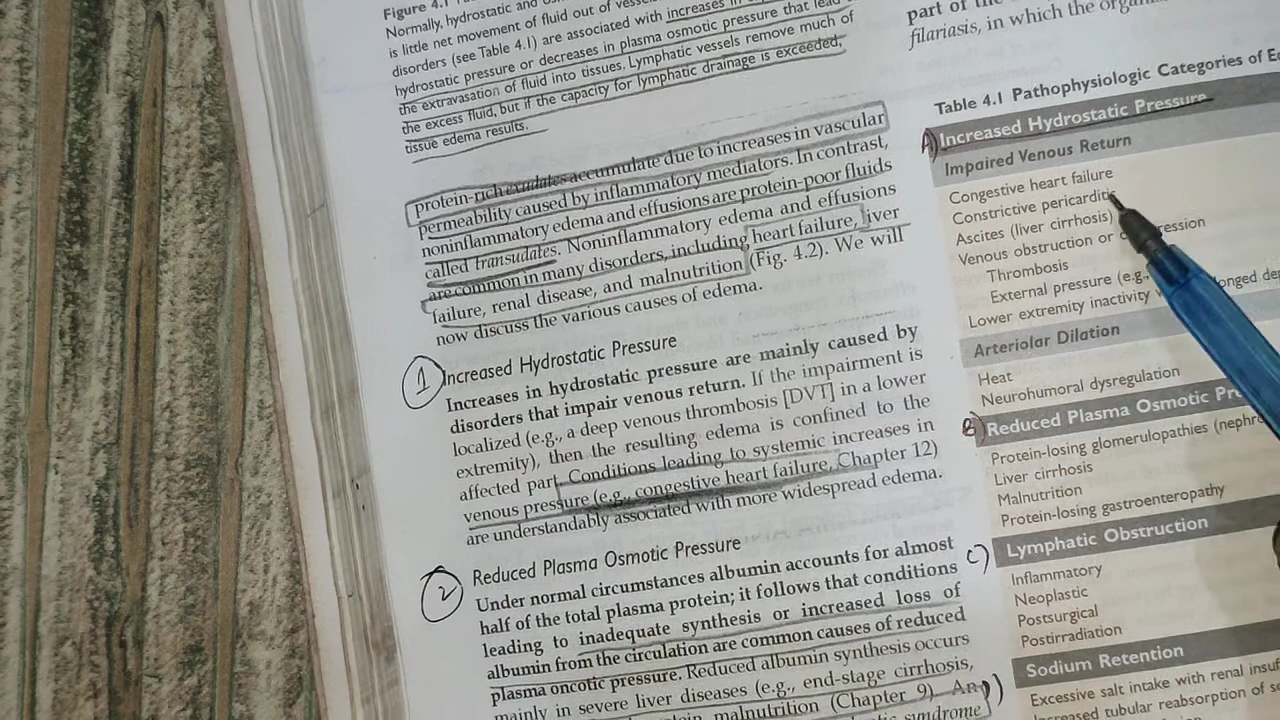 Figure 4.1
Normally, hydrostatic and
is little net movement of fluid out of
disorders (see Table 4.1) are associated with increases in
hydrostatic pressure or decreases in plasma osmotic pressure that lead
the extravasation of fluid into tissues. Lymphatic vessels remove much of
the excess fluid, but if the capacity for lymphatic drainage is exceeded,
tissue edema results.
protein-rich exudates accumulate due to increases in vascular
permeability caused by inflammatory mediators. In contrast,
noninflammatory edema and effusions are protein-poor fluids
called transudates. Noninflammatory edema and effusions
are common in many disorders, including heart failure, liver
failure, renal disease, and malnutrition (Fig. 4.2). We will
now discuss the various causes of edema.
1 Increased Hydrostatic Pressure
Increases in hydrostatic pressure are mainly caused by
disorders that impair venous return. If the impairment is
localized (e.g., a deep venous thrombosis [DVT] in a lower
extremity), then the resulting edema is confined to the
affected part. Conditions leading to systemic increases in
venous pressure (e.g., congestive heart failure, Chapter 12)
are understandably associated with more widespread edema.
2 Reduced Plasma Osmotic Pressure
Under normal circumstances albumin accounts for almost
half of the total plasma protein; it follows that conditions
leading to inadequate synthesis or increased loss of
albumin from the circulation are common causes of reduced
plasma oncotic pressure. Reduced albumin synthesis occurs
mainly in severe liver diseases (e.g., end-stage cirrhosis,
malnutrition (Chapter 9). An
syndrome
part of the
filariasis, in which the
Table 4.1 Pathophysiologic Categories of
A) Increased Hydrostatic Pressure
Impaired Venous Return
Congestive heart failure
Constrictive pericarditis
Ascites (liver cirrhosis)
Venous obstruction or
Thrombosis
External pressure (e.g.,
Lower extremity inactivity
Arteriolar Dilation
Heat
Neurohumoral dysregulation
B) Reduced Plasma Osmotic
Protein-losing glomerulopathies
Liver cirrhosis
Malnutrition
Protein-losing gastroenteropathy
C) Lymphatic Obstruction
Inflammatory
Neoplastic
Postsurgical
Postirradiation
D) Sodium Retention
Excessive salt intake with renal
Increased tubular reabsorption of